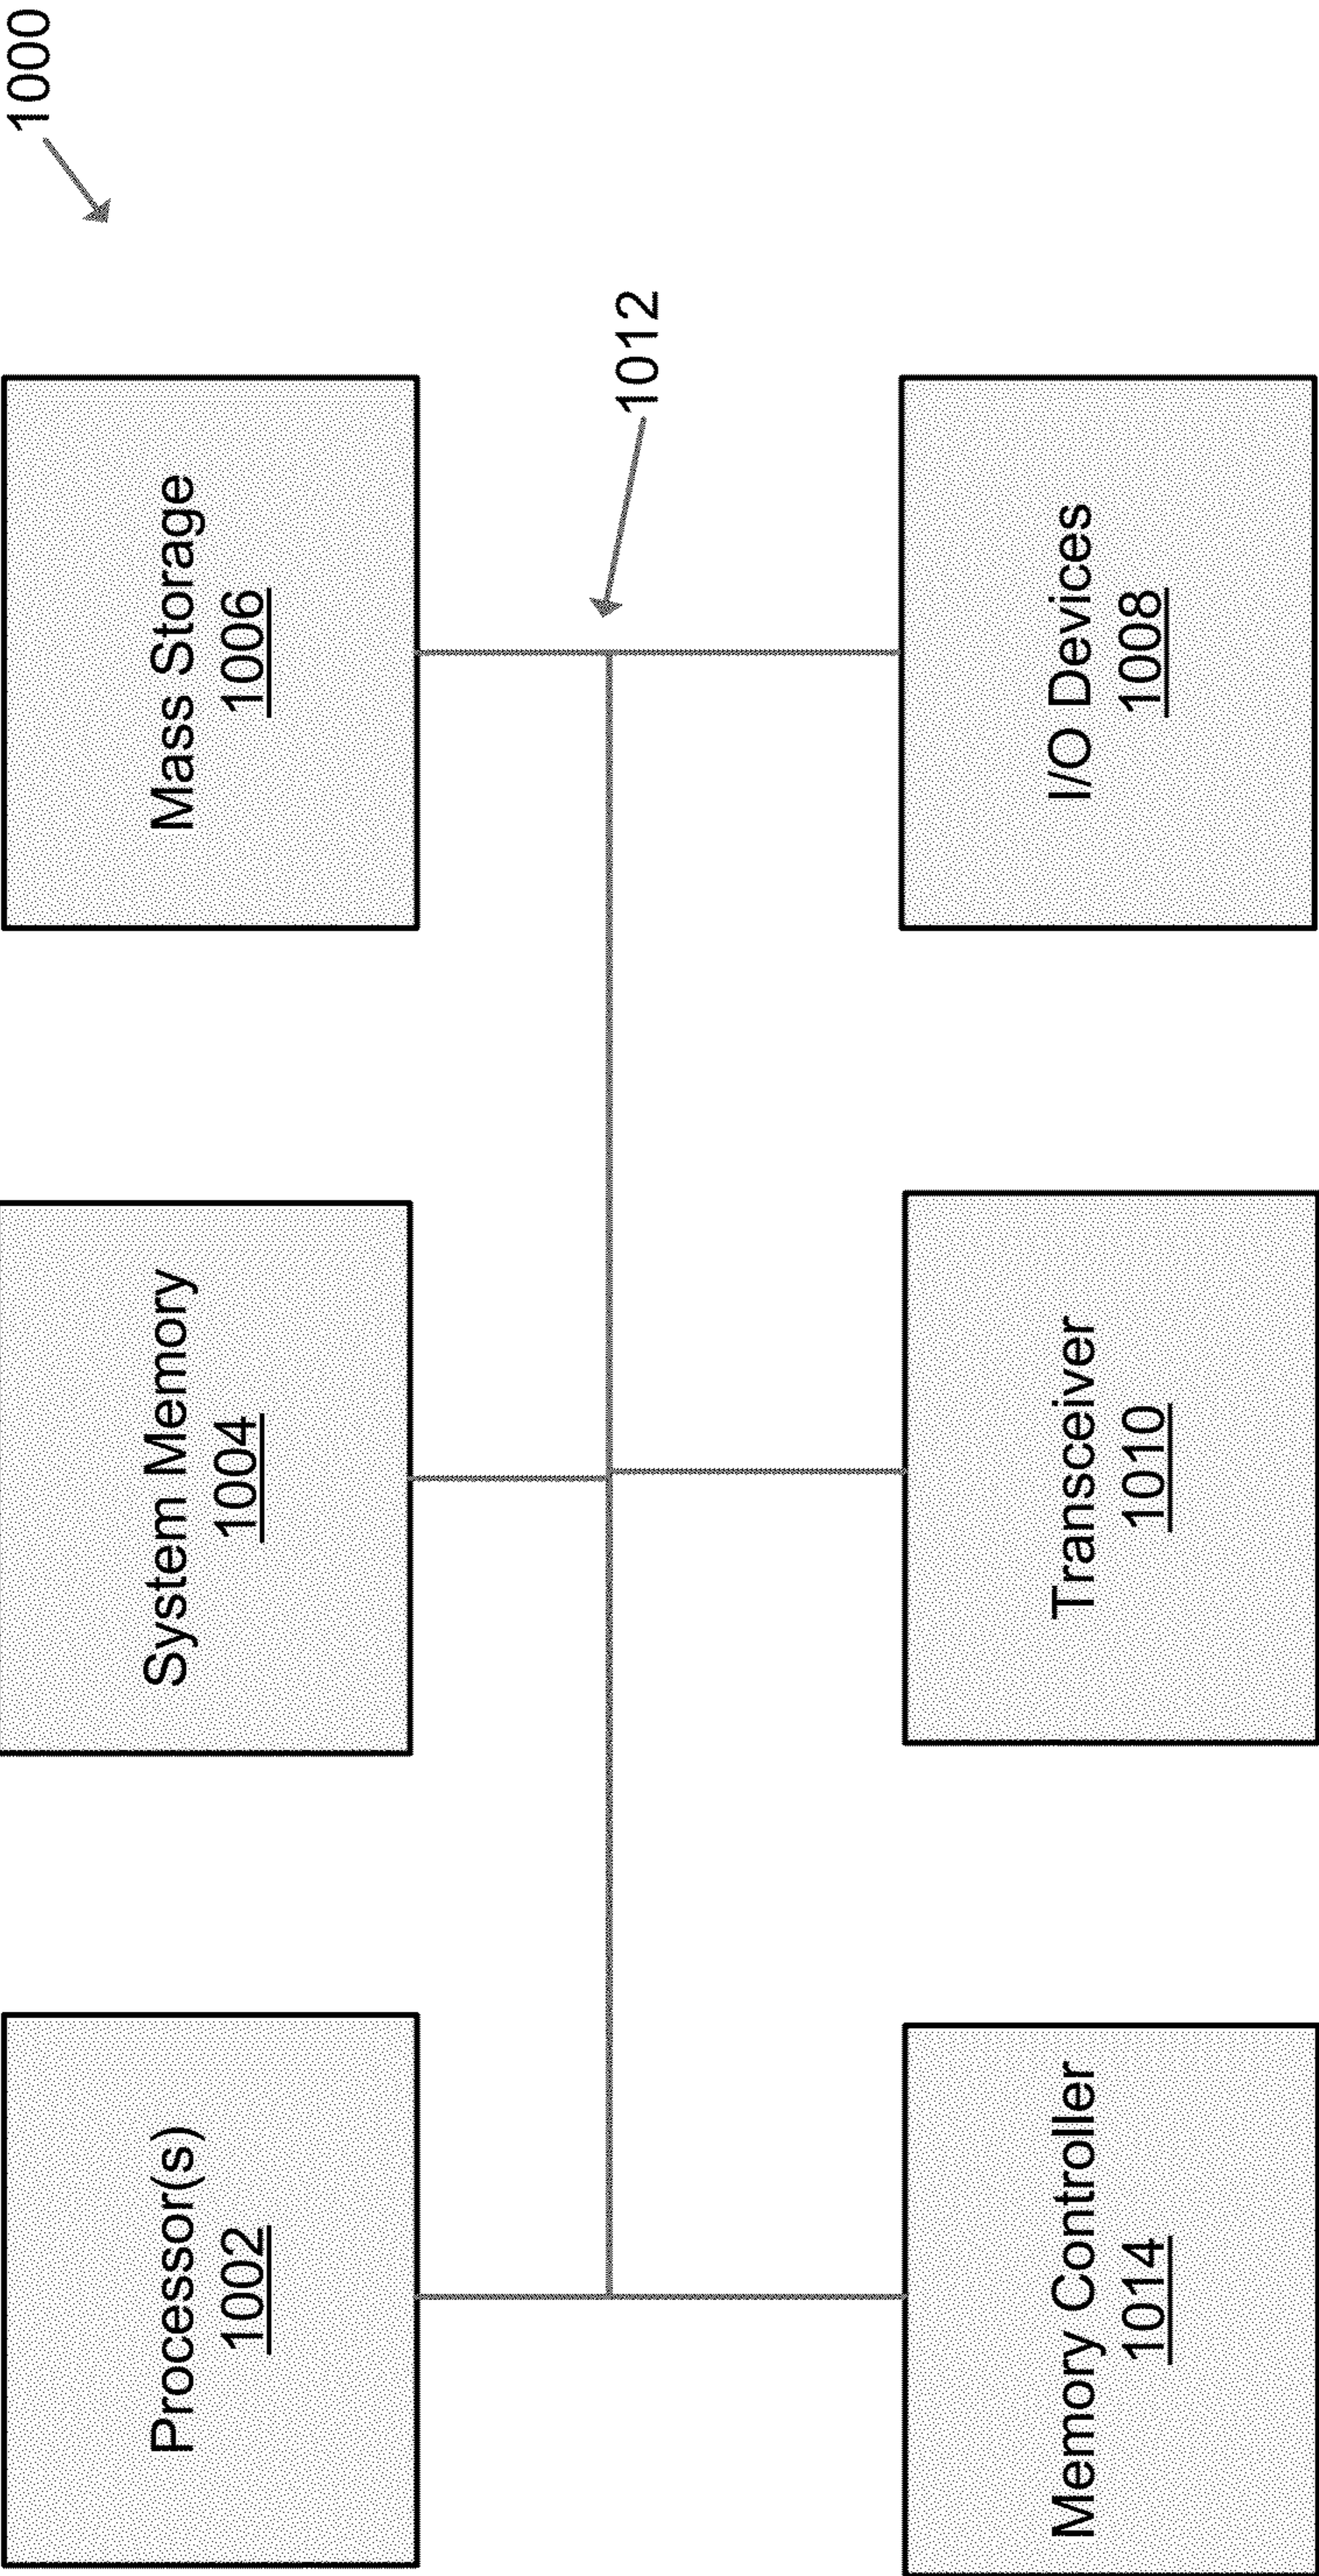 1000
Processor(s)
1002
System Memory
1004
Mass Storage
1006
1012
Memory Controller
1014
Transceiver
1010
I/O Devices
1008